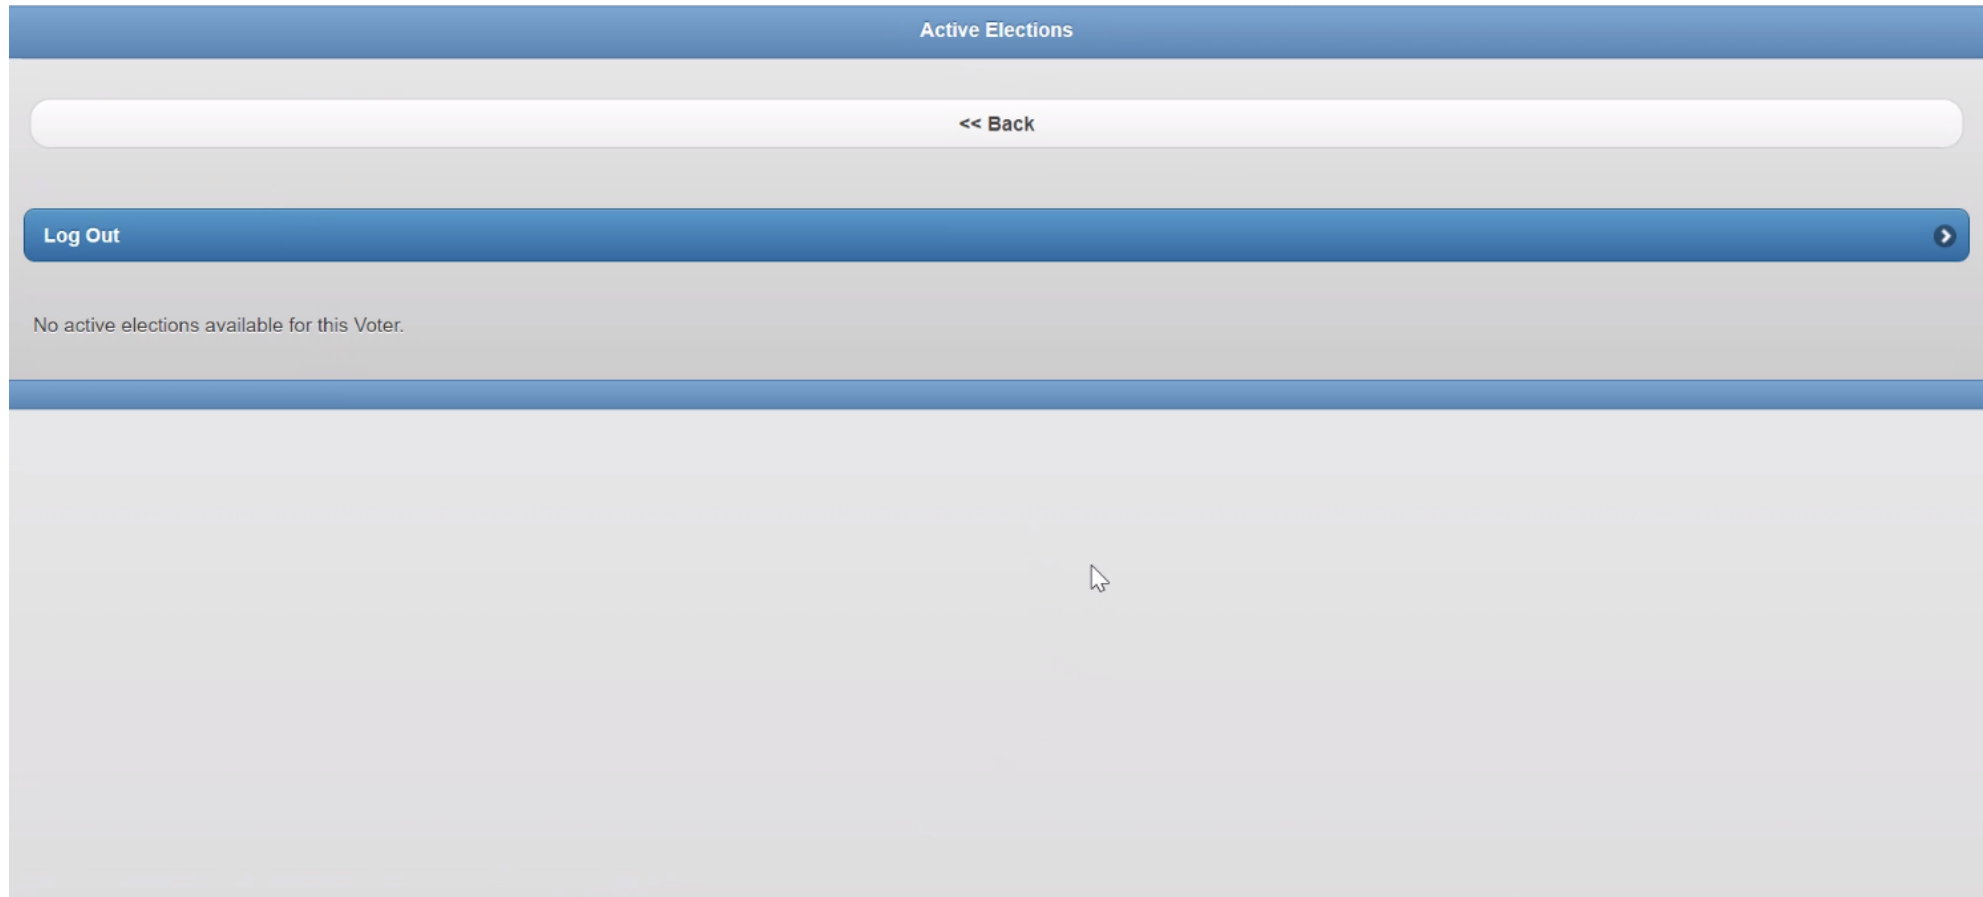 Active Elections
<< Back
Log Out
No active elections available for this Voter.